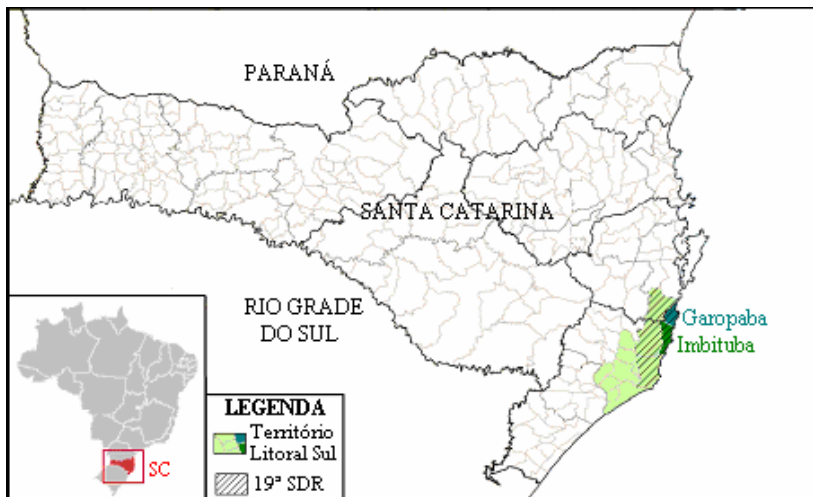 PARANÁ
SANTA CATARINA
RIO GRADE
DO SUL
Garopaba
Imbituba
SC
LEGENDA
Território
Litoral Sul
19ª SDR